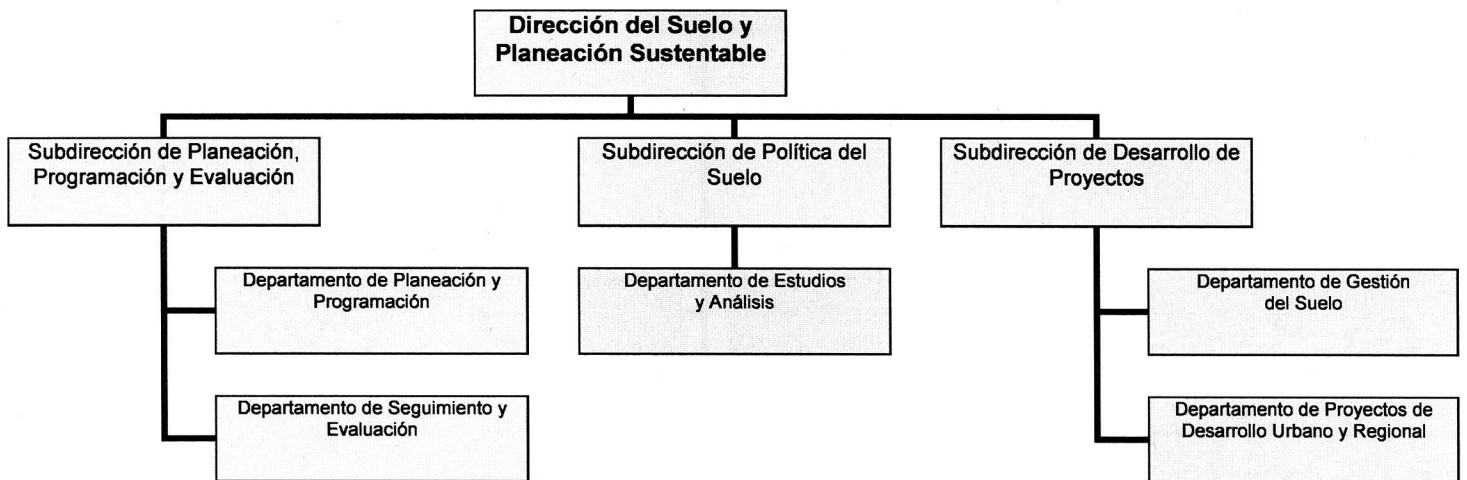 Dirección del Suelo y
Planeación Sustentable
Subdirección de Planeación,
Programación y Evaluación
Subdirección de Política del
Suelo
Subdirección de Desarrollo de
Proyectos
Departamento de Planeación y
Programación
Departamento de Estudios
y Análisis
Departamento de Gestión
del Suelo
Departamento de Seguimiento y
Evaluación
Departamento de Proyectos de
Desarrollo Urbano y Regional